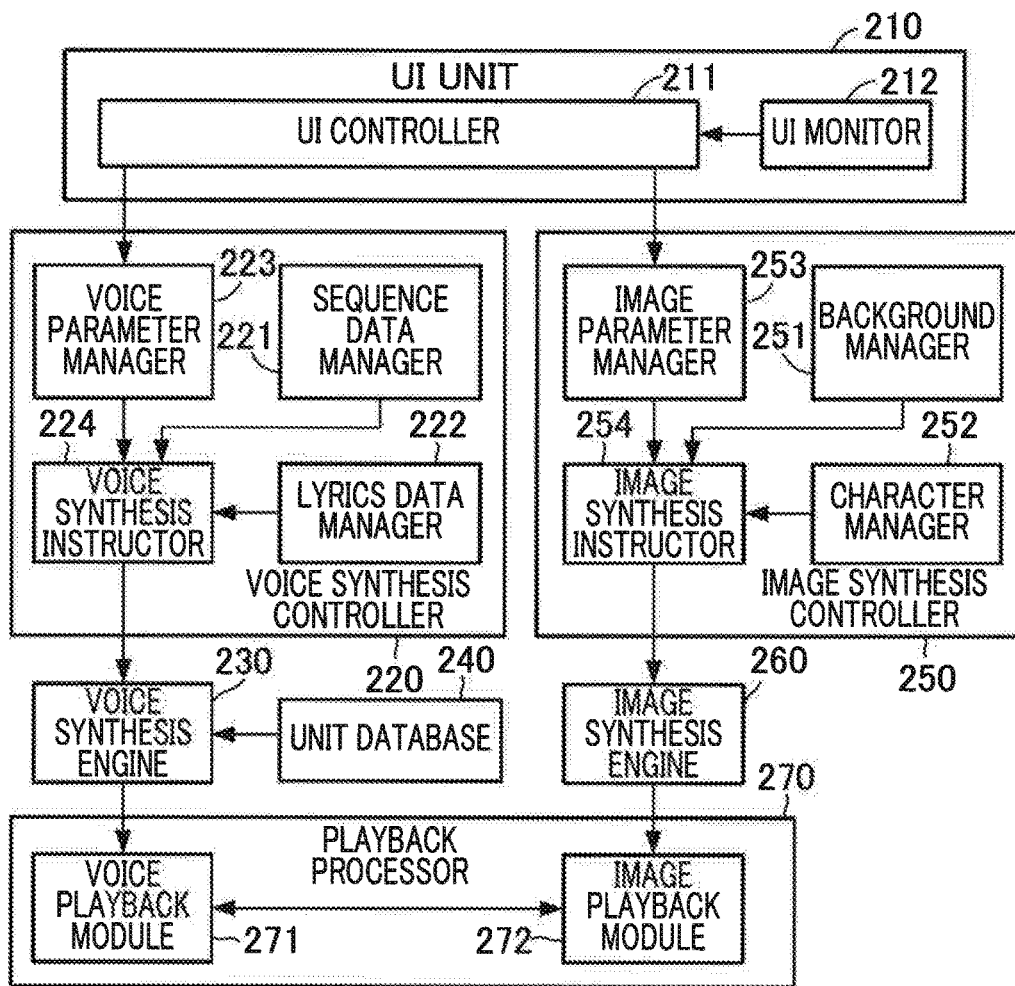 210
UI UNIT
211
212
UI CONTROLLER
UI MONITOR
VOICE
PARAMETER
MANAGER
223
221
SEQUENCE
DATA
MANAGER
IMAGE
PARAMETER
MANAGER
253
251
BACKGROUND
MANAGER
224
222
254
252
VOICE
SYNTHESIS
INSTRUCTOR
LYRICS DATA
MANAGER
IMAGE
SYNTHESIS
INSTRUCTOR
CHARACTER
MANAGER
VOICE SYNTHESIS
CONTROLLER
IMAGE SYNTHESIS
CONTROLLER
230
220
240
260
250
VOICE
SYNTHESIS
ENGINE
UNIT DATABASE
IMAGE
SYNTHESIS
ENGINE
270
PLAYBACK
PROCESSOR
VOICE
PLAYBACK
MODULE
271
272
IMAGE
PLAYBACK
MODULE